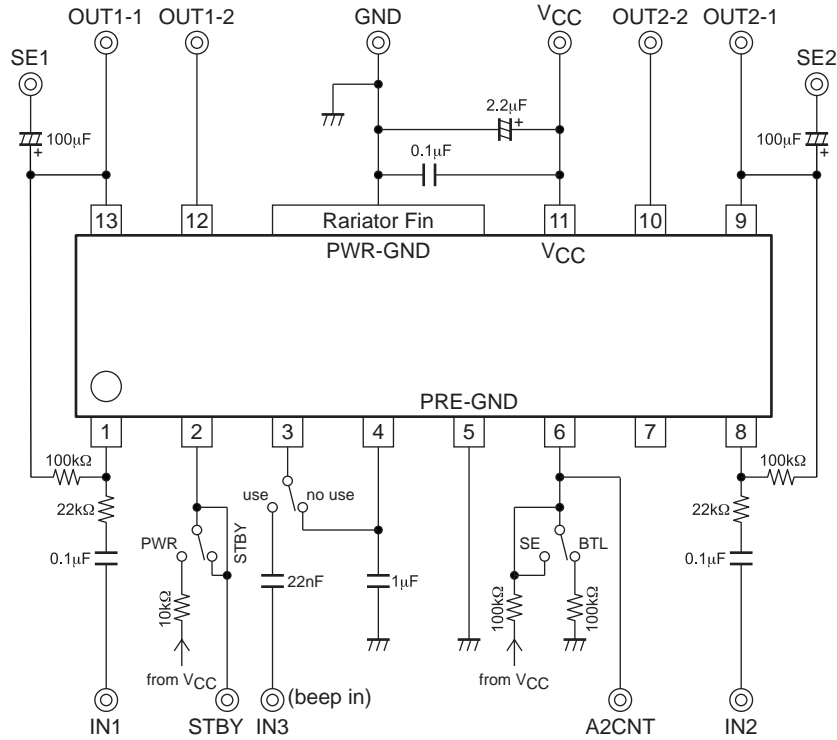 OUT1-1 OUT1-2 GND VCC OUT2-2 OUT2-1
SE1 SE2
2.2μF
+
100μF
+
0.1μF
100μF
+
13 12 Rariator Fin 11 10 9
PWR-GND VCC
PRE-GND
1 2 3 4 5 6 7 8
100kΩ
100kΩ
22kΩ
use no use
22kΩ
PWR
STBY
SE BTL
0.1μF
22nF
1μF
0.1μF
10kΩ
100kΩ
100kΩ
from VCC
from VCC
(beep in)
IN1 STBY IN3 A2CNT IN2